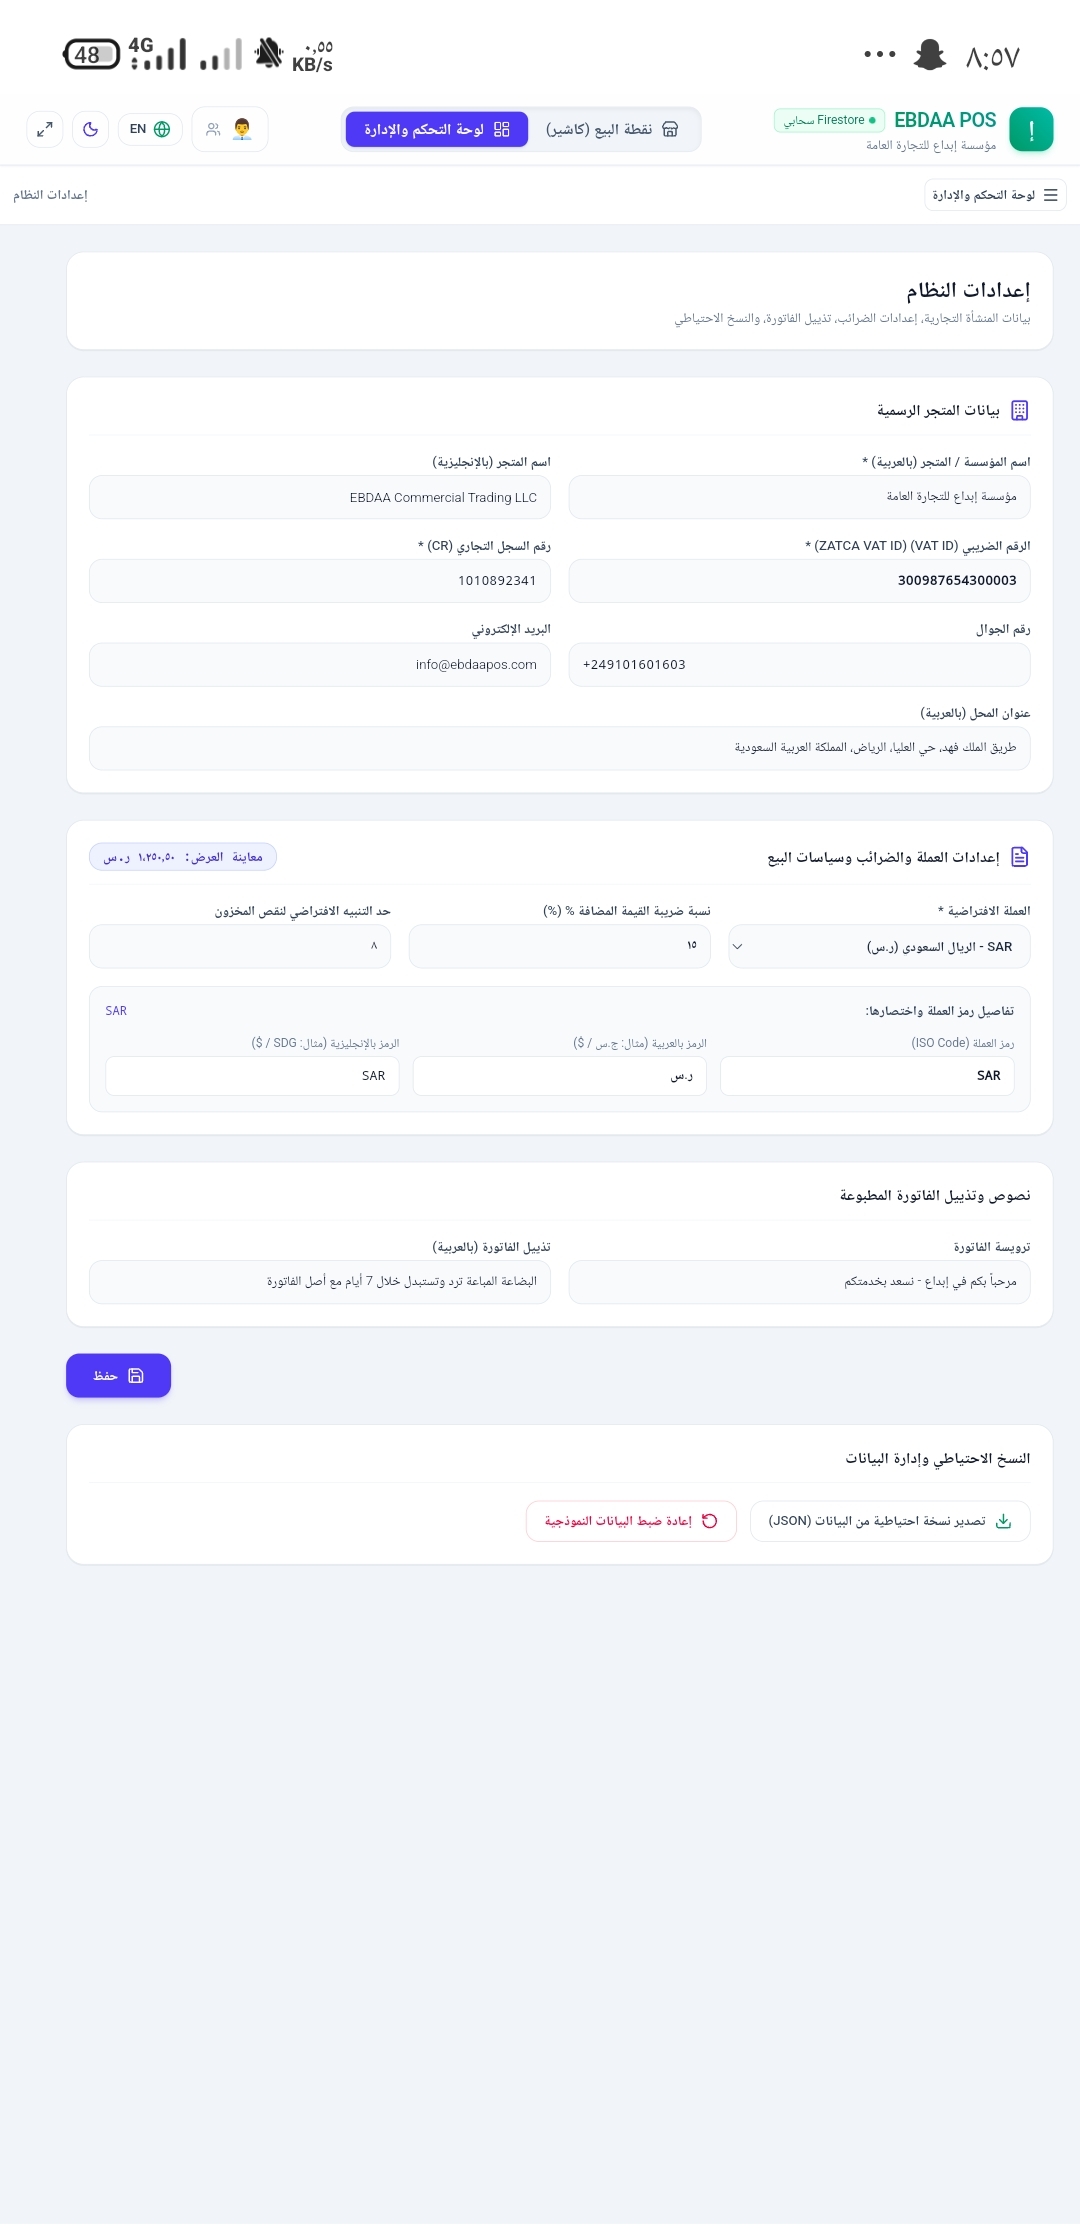 ٨:٥٧
٠,٥٥ KB/s
4G
48
إ
EBDAA POS
Firestore سحابي
مؤسسة إبداع للتجارة العامة
نقطة البيع (كاشير)
لوحة التحكم والإدارة
EN
لوحة التحكم والإدارة
إعدادات النظام
إعدادات النظام
بيانات المنشأة التجارية، إعدادات الضرائب، تذييل الفاتورة، والنسخ الاحتياطي
بيانات المتجر الرسمية
اسم المؤسسة / المتجر (بالعربية) *
اسم المتجر (بالإنجليزية)
مؤسسة إبداع للتجارة العامة
EBDAA Commercial Trading LLC
الرقم الضريبي (ZATCA VAT ID) (VAT ID) *
رقم السجل التجاري (CR) *
300987654300003
1010892341
رقم الجوال
البريد الإلكتروني
+249101601603
info@ebdaapos.com
عنوان المحل (بالعربية)
طريق الملك فهد، حي العليا، الرياض، المملكة العربية السعودية
إعدادات العملة والضرائب وسياسات البيع
معاينة العرض: ١،٢٥٠,٥٠ ر.س
العملة الافتراضية *
نسبة ضريبة القيمة المضافة % (%)
حد التنبيه الافتراضي لنقص المخزون
SAR - الريال السعودي (ر.س)
١٥
٨
تفاصيل رمز العملة واختصارها:
SAR
رمز العملة (ISO Code)
الرمز بالعربية (مثال: ج.س / $)
الرمز بالإنجليزية (مثال: SDG / $)
SAR
ر.س
SAR
نصوص وتذييل الفاتورة المطبوعة
ترويسة الفاتورة
تذييل الفاتورة (بالعربية)
مرحباً بكم في إبداع - نسعد بخدمتكم
البضاعة المباعة ترد وتستبدل خلال 7 أيام مع أصل الفاتورة
حفظ
النسخ الاحتياطي وإدارة البيانات
تصدير نسخة احتياطية من البيانات (JSON)
إعادة ضبط البيانات النموذجية